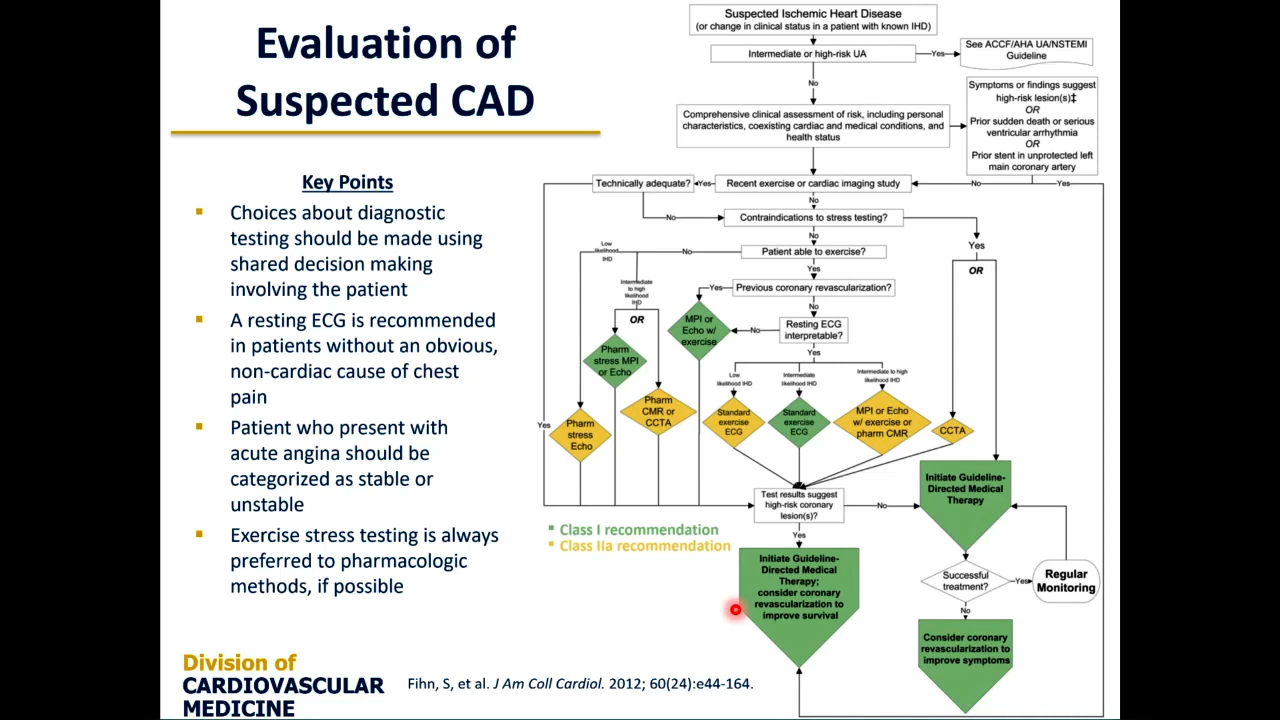 Evaluation of
Suspected CAD
Key Points
Choices about diagnostic
testing should be made using
shared decision making
involving the patient
A resting ECG is recommended
in patients without an obvious,
non-cardiac cause of chest
pain
Patient who present with
acute angina should be
categorized as stable or
unstable
Exercise stress testing is always
preferred to pharmacologic
methods, if possible
Division of
CARDIOVASCULAR
MEDICINE
Fihn, S, et al. J Am Coll Cardiol. 2012; 60(24):e44-164.
Suspected Ischemic Heart Disease
(or change in clinical status in a patient with known IHD)
Intermediate or high-risk UA
Yes
See ACCF/AHA UA/NSTEMI
Guideline
No
Comprehensive clinical assessment of risk, including personal
characteristics, coexisting cardiac and medical conditions, and
health status
Symptoms or findings suggest
high-risk lesion(s)‡
OR
Prior sudden death or serious
ventricular arrhythmia
OR
Prior stent in unprotected left
main coronary artery
Technically adequate?
Yes
Recent exercise or cardiac imaging study
No
Yes
No
No
Contraindications to stress testing?
No
Yes
OR
Low
likelihood
IHD
No
Patient able to exercise?
Yes
Intermediate
to high
likelihood
IHD
OR
Yes
Previous coronary revascularization?
No
MPI or
Echo w/
exercise
No
Resting ECG
interpretable?
Yes
Pharm
stress MPI
or Echo
Low
likelihood IHD
Intermediate
likelihood IHD
Intermediate to high
likelihood IHD
Pharm
CMR or
CCTA
Standard
exercise
ECG
Standard
exercise
ECG
MPI or Echo
w/ exercise or
pharm CMR
CCTA
Yes
Pharm
stress
Echo
Test results suggest
high-risk coronary
lesion(s)?
No
Yes
Initiate Guideline-
Directed Medical
Therapy
Class I recommendation
Class IIa recommendation
Initiate Guideline-
Directed Medical
Therapy;
consider coronary
revascularization to
improve survival
Successful
treatment?
Yes
Regular
Monitoring
No
Consider coronary
revascularization to
improve symptoms